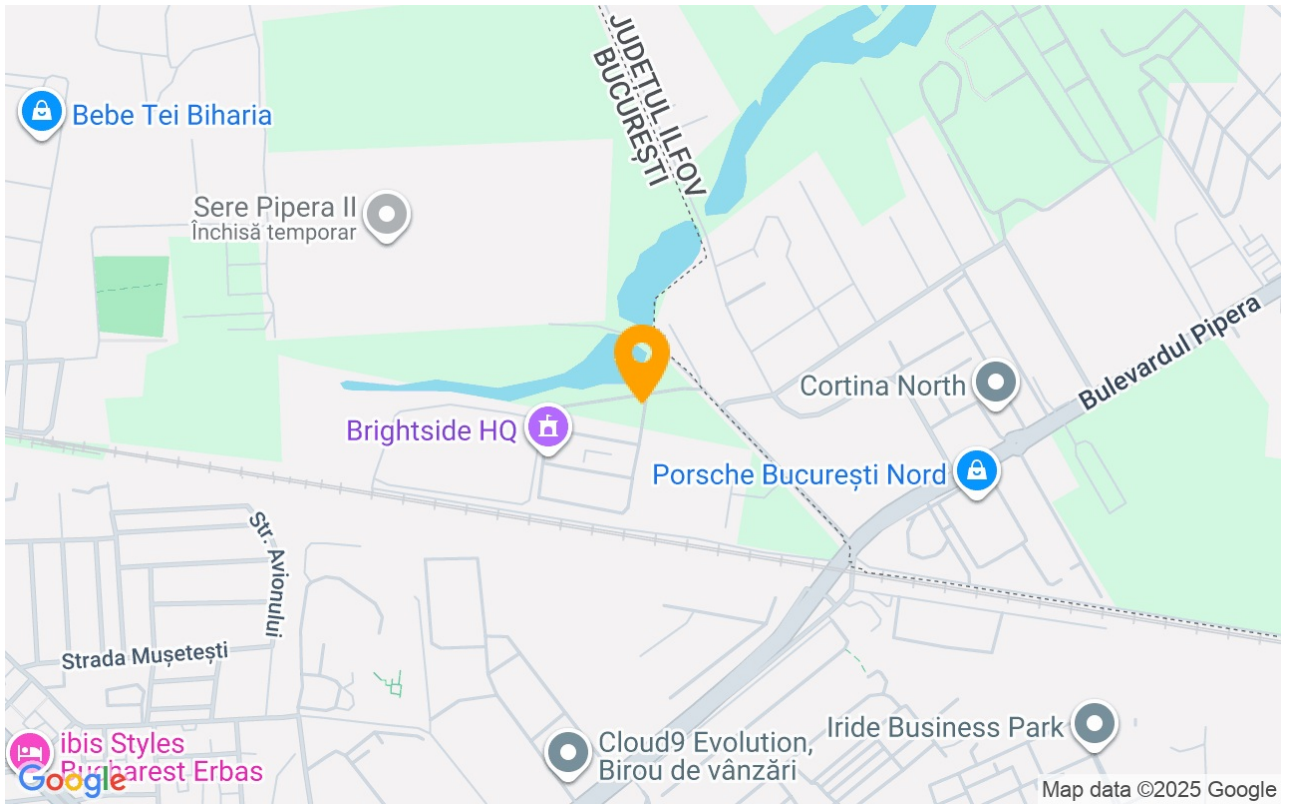 JUDEȚUL ILFOV
BUCUREȘTI
Bebe Tei Biharia
Sere Pipera II
Închisă temporar
Bulevardul Pipera
Cortina North
Brightside HQ
Porsche București Nord
Str. Avionului
Strada Mușetești
Iride Business Park
Cloud9 Evolution,
Birou de vânzări
ibis Styles
Bucharest Erbas
Google
Map data ©2025 Google